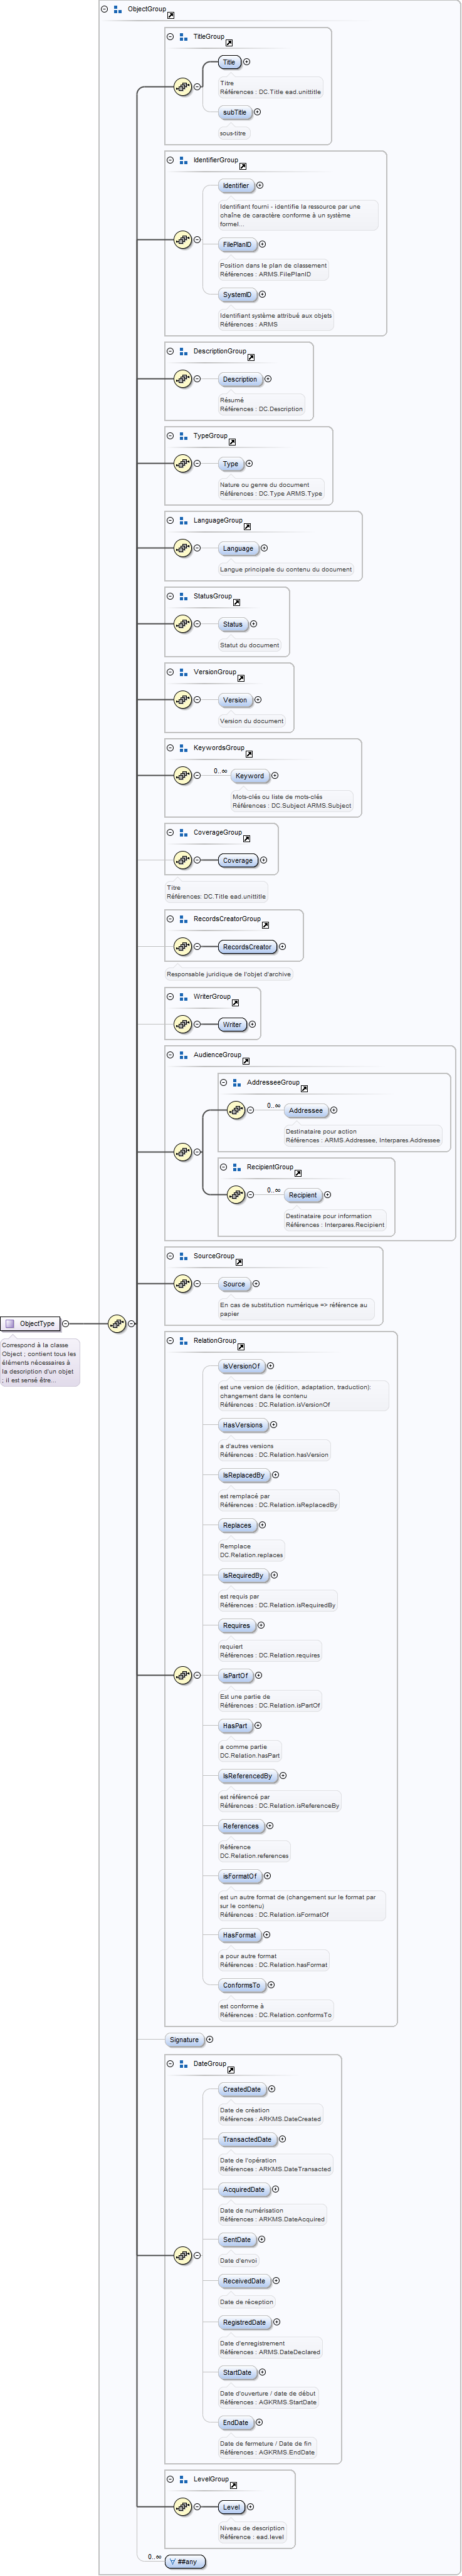 ObjectGroup
TitleGroup
Title
Titre
Références : DC.Title ead.unittitle
subTitle
sous-titre
IdentifierGroup
Identifier
Identifiant fourni - identifie la ressource par une
chaîne de caractère conforme à un système
formel...
FilePlanID
Position dans le plan de classement
Références : ARMS.FilePlanID
SystemID
Identifiant système attribué aux objets
Références : ARMS
DescriptionGroup
Description
Résumé
Références : DC.Description
TypeGroup
Type
Nature ou genre du document
Références : DC.Type ARMS.Type
LanguageGroup
Language
Langue principale du contenu du document
StatusGroup
Status
Statut du document
VersionGroup
Version
Version du document
KeywordsGroup
0..∞
Keyword
Mots-clés ou liste de mots-clés
Références : DC.Subject ARMS.Subject
CoverageGroup
Coverage
Titre
Références: DC.Title ead.unittitle
RecordsCreatorGroup
RecordsCreator
Responsable juridique de l'objet d'archive
WriterGroup
Writer
AudienceGroup
AddresseeGroup
0..∞
Addressee
Destinataire pour action
Références : ARMS.Addressee, Interpares.Addressee
RecipientGroup
0..∞
Recipient
Destinataire pour information
Références : Interpares.Recipient
SourceGroup
Source
En cas de substitution numérique => référence au
papier
ObjectType
Correspond à la classe
Object ; contient tous les
éléments nécessaires à
la description d'un objet
; il est sensé être...
RelationGroup
IsVersionOf
est une version de (édition, adaptation, traduction):
changement dans le contenu
Références : DC.Relation.isVersionOf
HasVersions
a d'autres versions
Références : DC.Relation.hasVersion
IsReplacedBy
est remplacé par
Références : DC.Relation.isReplacedBy
Replaces
Remplace
DC.Relation.replaces
IsRequiredBy
est requis par
Références : DC.Relation.isRequiredBy
Requires
requiert
Références : DC.Relation.requires
IsPartOf
Est une partie de
Références : DC.Relation.isPartOf
HasPart
a comme partie
DC.Relation.hasPart
IsReferencedBy
est référencé par
Références : DC.Relation.isReferenceBy
References
Référence
DC.Relation.references
isFormatOf
est un autre format de (changement sur le format par
sur le contenu)
Références : DC.Relation.isFormatOf
HasFormat
a pour autre format
Références : DC.Relation.hasFormat
ConformsTo
est conforme à
Références : DC.Relation.conformsTo
Signature
DateGroup
CreatedDate
Date de création
Références : ARKMS.DateCreated
TransactedDate
Date de l'opération
Références : ARKMS.DateTransacted
AcquiredDate
Date de numérisation
Références : ARKMS.DateAcquired
SentDate
Date d'envoi
ReceivedDate
Date de réception
RegistredDate
Date d'enregistrement
Références : ARMS.DateDeclared
StartDate
Date d'ouverture / date de début
Références : AGKRMS.StartDate
EndDate
Date de fermeture / Date de fin
Références : AGKRMS.EndDate
LevelGroup
Level
Niveau de description
Référence : ead.level
0..∞
##any